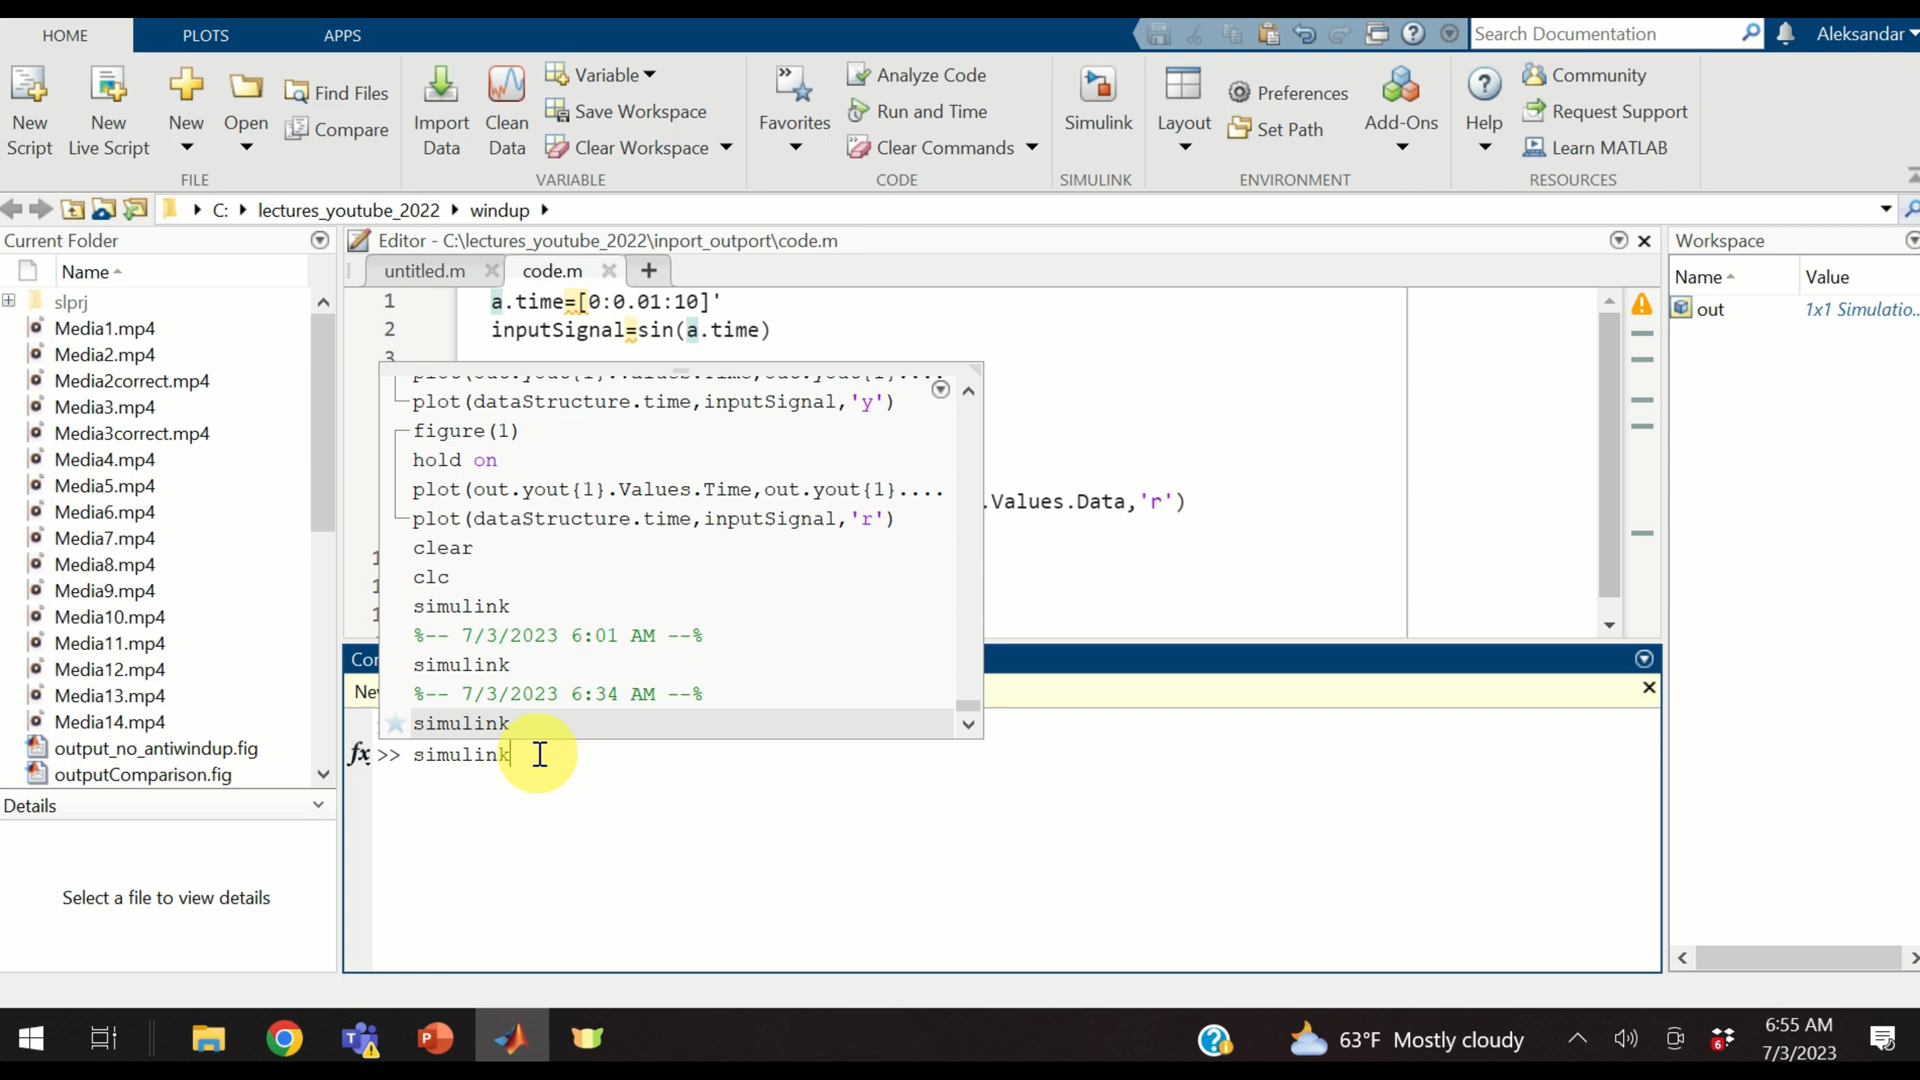 HOME
PLOTS
APPS
Search Documentation
Aleksandar
New Script
New Live Script
New
Open
Find Files
Compare
FILE
Import Data
Clean Data
Variable
Save Workspace
Clear Workspace
VARIABLE
Favorites
Analyze Code
Run and Time
Clear Commands
CODE
Simulink
SIMULINK
Layout
Preferences
Set Path
Add-Ons
ENVIRONMENT
Help
Community
Request Support
Learn MATLAB
RESOURCES
C: lectures_youtube_2022 windup
Current Folder
Name
slprj
Media1.mp4
Media2.mp4
Media2correct.mp4
Media3.mp4
Media3correct.mp4
Media4.mp4
Media5.mp4
Media6.mp4
Media7.mp4
Media8.mp4
Media9.mp4
Media10.mp4
Media11.mp4
Media12.mp4
Media13.mp4
Media14.mp4
output_no_antiwindup.fig
outputComparison.fig
Details
Select a file to view details
Editor - C:\lectures_youtube_2022\inport_outport\code.m
untitled.m
code.m
1 a.time=[0:0.01:10]'
2 inputSignal=sin(a.time)
3
plot(dataStructure.time,inputSignal,'y')
figure(1)
hold on
plot(out.yout{1}.Values.Time,out.yout{1}....
.Values.Data,'r')
plot(dataStructure.time,inputSignal,'r')
clear
clc
simulink
%-- 7/3/2023 6:01 AM --%
simulink
%-- 7/3/2023 6:34 AM --%
simulink
fx >> simulink
Workspace
Name Value
out 1x1 Simulatio...
63°F Mostly cloudy
6
6:55 AM
7/3/2023